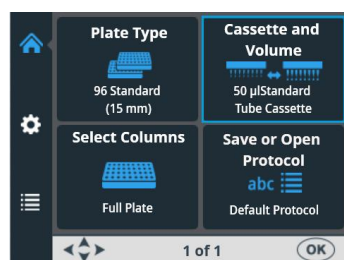 Plate Type
96 Standard
(15 mm)
Cassette and
Volume
50 µlStandard
Tube Cassette
Select Columns
Full Plate
Save or Open
Protocol
abc
Default Protocol
1 of 1
OK